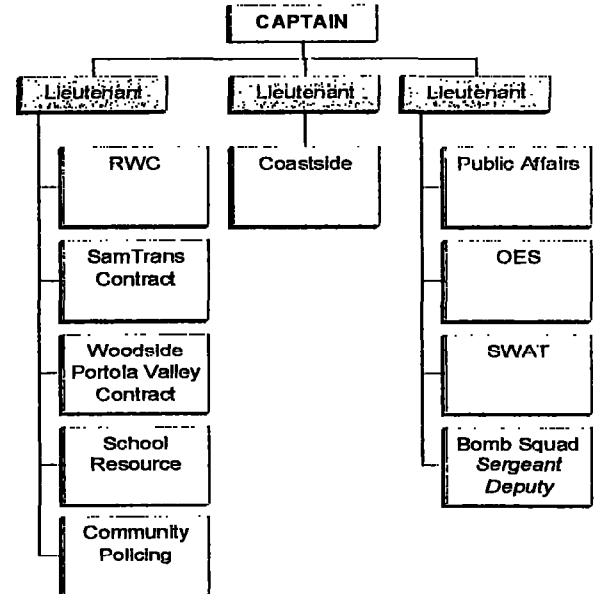 CAPTAIN
Lieutenant
Lieutenant
Lieutenant
RWC
SamTrans
Contract
Woodside
Portola Valley
Contract
School
Resource
Community
Policing
Coastside
Public Affairs
OES
SWAT
Bomb Squad
Sergeant
Deputy